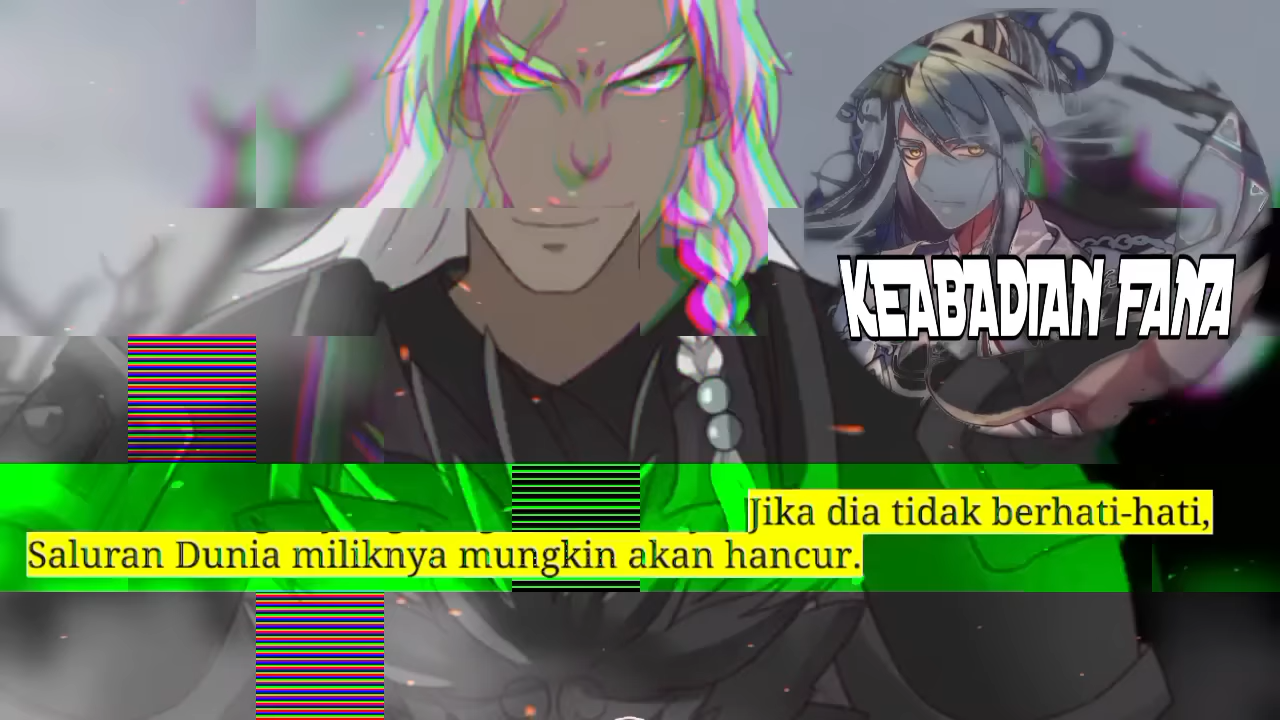 KEABADIAN FANA
Jika dia tidak berhati-hati,
Saluran Dunia miliknya mungkin akan hancur.